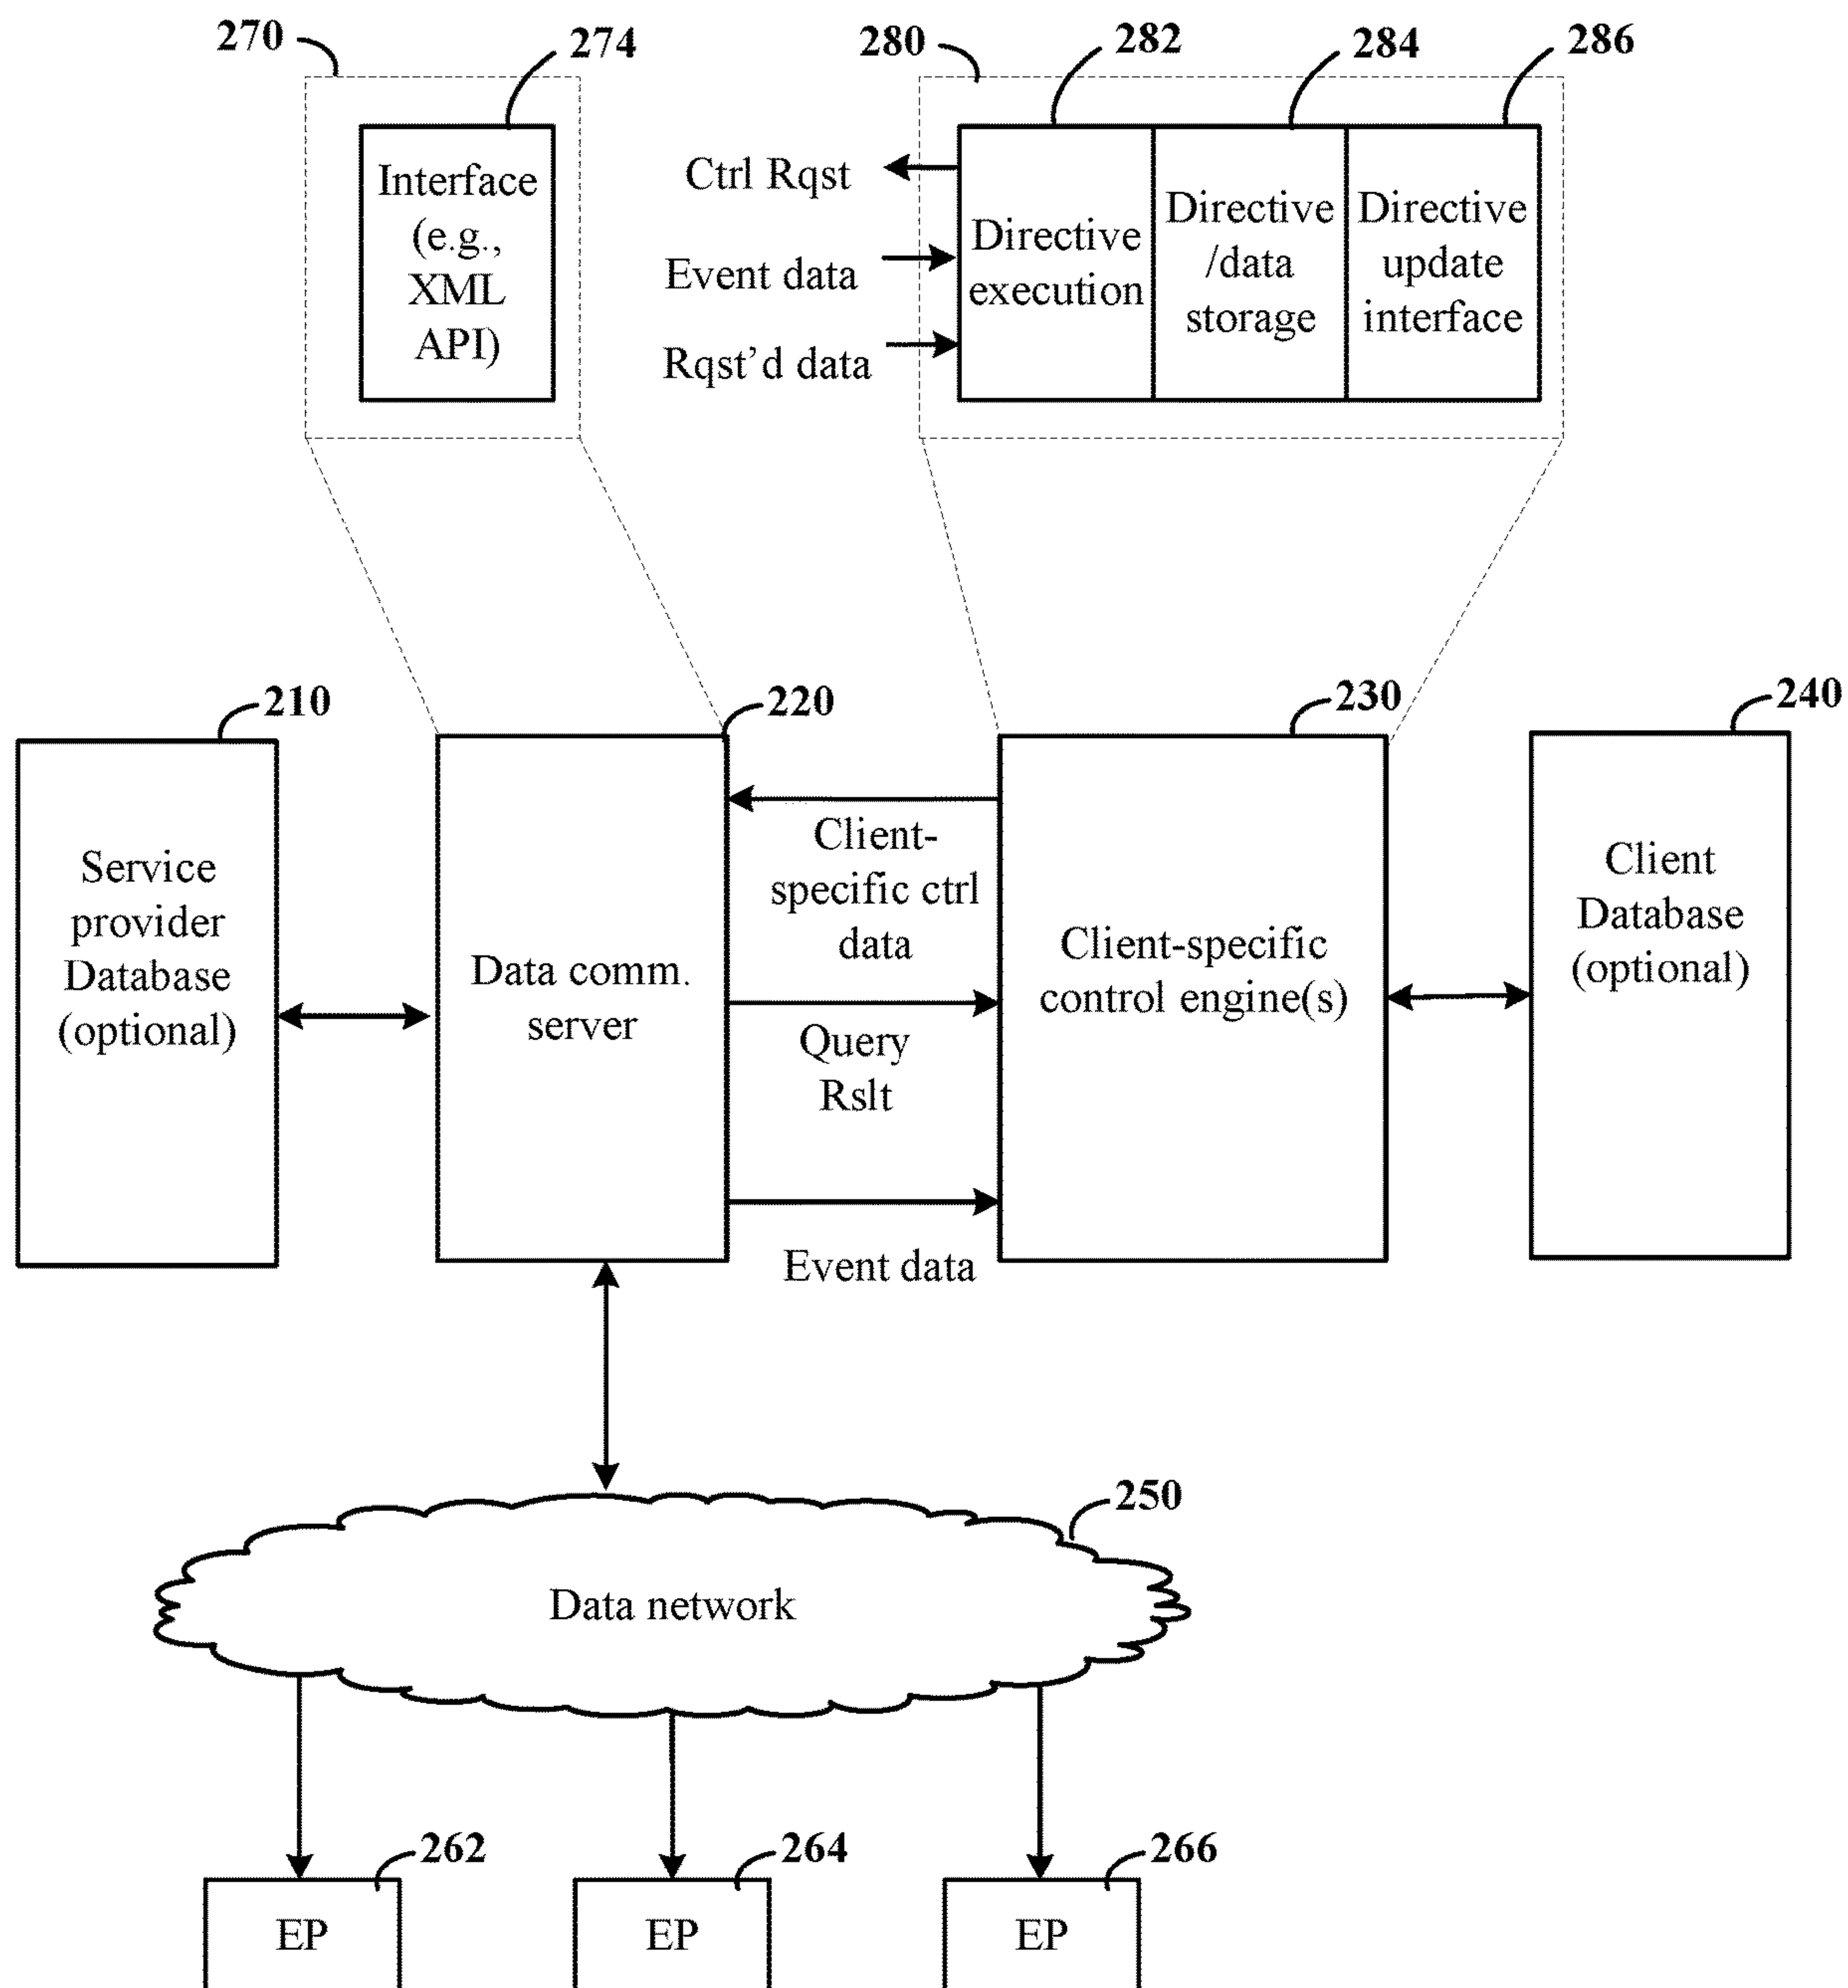 270
274
280
282
284
286
Interface
(e.g.,
XML
API)
Ctrl Rqst
Event data
Rqst'd data
Directive
execution
Directive
/data
storage
Directive
update
interface
210
220
230
240
Service
provider
Database
(optional)
Data comm.
server
Client-
specific ctrl
data
Query
Rslt
Event data
Client-specific
control engine(s)
Client
Database
(optional)
250
Data network
262
264
266
EP
EP
EP